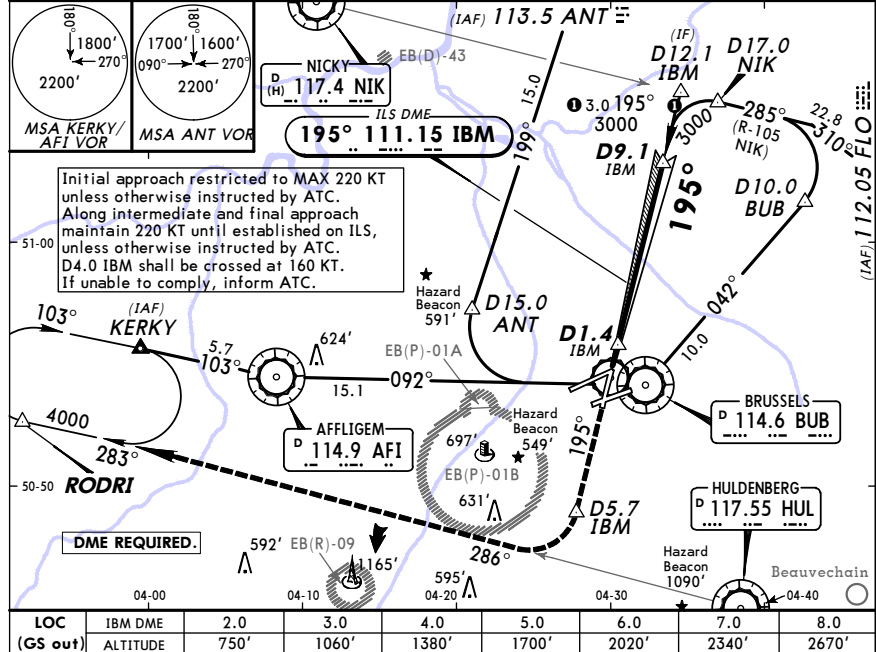 180°
1800'
270°
2200'
MSA KERKY/
AFI VOR
180°
1700'
1600'
090°
270°
2200'
MSA ANT VOR
NICKY
D
(H) 117.4 NIK
EB(D)-43
(IAF) 113.5 ANT
(IF)
D12.1
IBM
D17.0
NIK
ILS DME
195° 111.15 IBM
1 3.0 195°
3000
1
3000
285°
(R-105
NIK)
22.8
310°
(IAF) 112.05 FLO
15.0
199°
D9.1
IBM
195°
D10.0
BUB
Initial approach restricted to MAX 220 KT
unless otherwise instructed by ATC.
Along intermediate and final approach
maintain 220 KT until established on ILS,
unless otherwise instructed by ATC.
D4.0 IBM shall be crossed at 160 KT.
If unable to comply, inform ATC.
51-00
Hazard
Beacon
591'
D15.0
ANT
042°
10.0
103°
(IAF)
KERKY
5.7
103°
624'
EB(P)-01A
D1.4
IBM
15.1
092°
AFFLIGEM
D 114.9 AFI
BRUSSELS
D 114.6 BUB
4000
283°
RODRI
697'
Hazard
Beacon
549'
EB(P)-01B
195°
631'
50-50
D5.7
IBM
HULDENBERG
D 117.55 HUL
DME REQUIRED.
592'
EB(R)-09
1165'
286°
595'
Hazard
Beacon
1090'
Beauvechain
04-00
04-10
04-20
04-30
04-40
LOC
(GS out)
IBM DME 2.0 3.0 4.0 5.0 6.0 7.0 8.0
ALTITUDE 750' 1060' 1380' 1700' 2020' 2340' 2670'